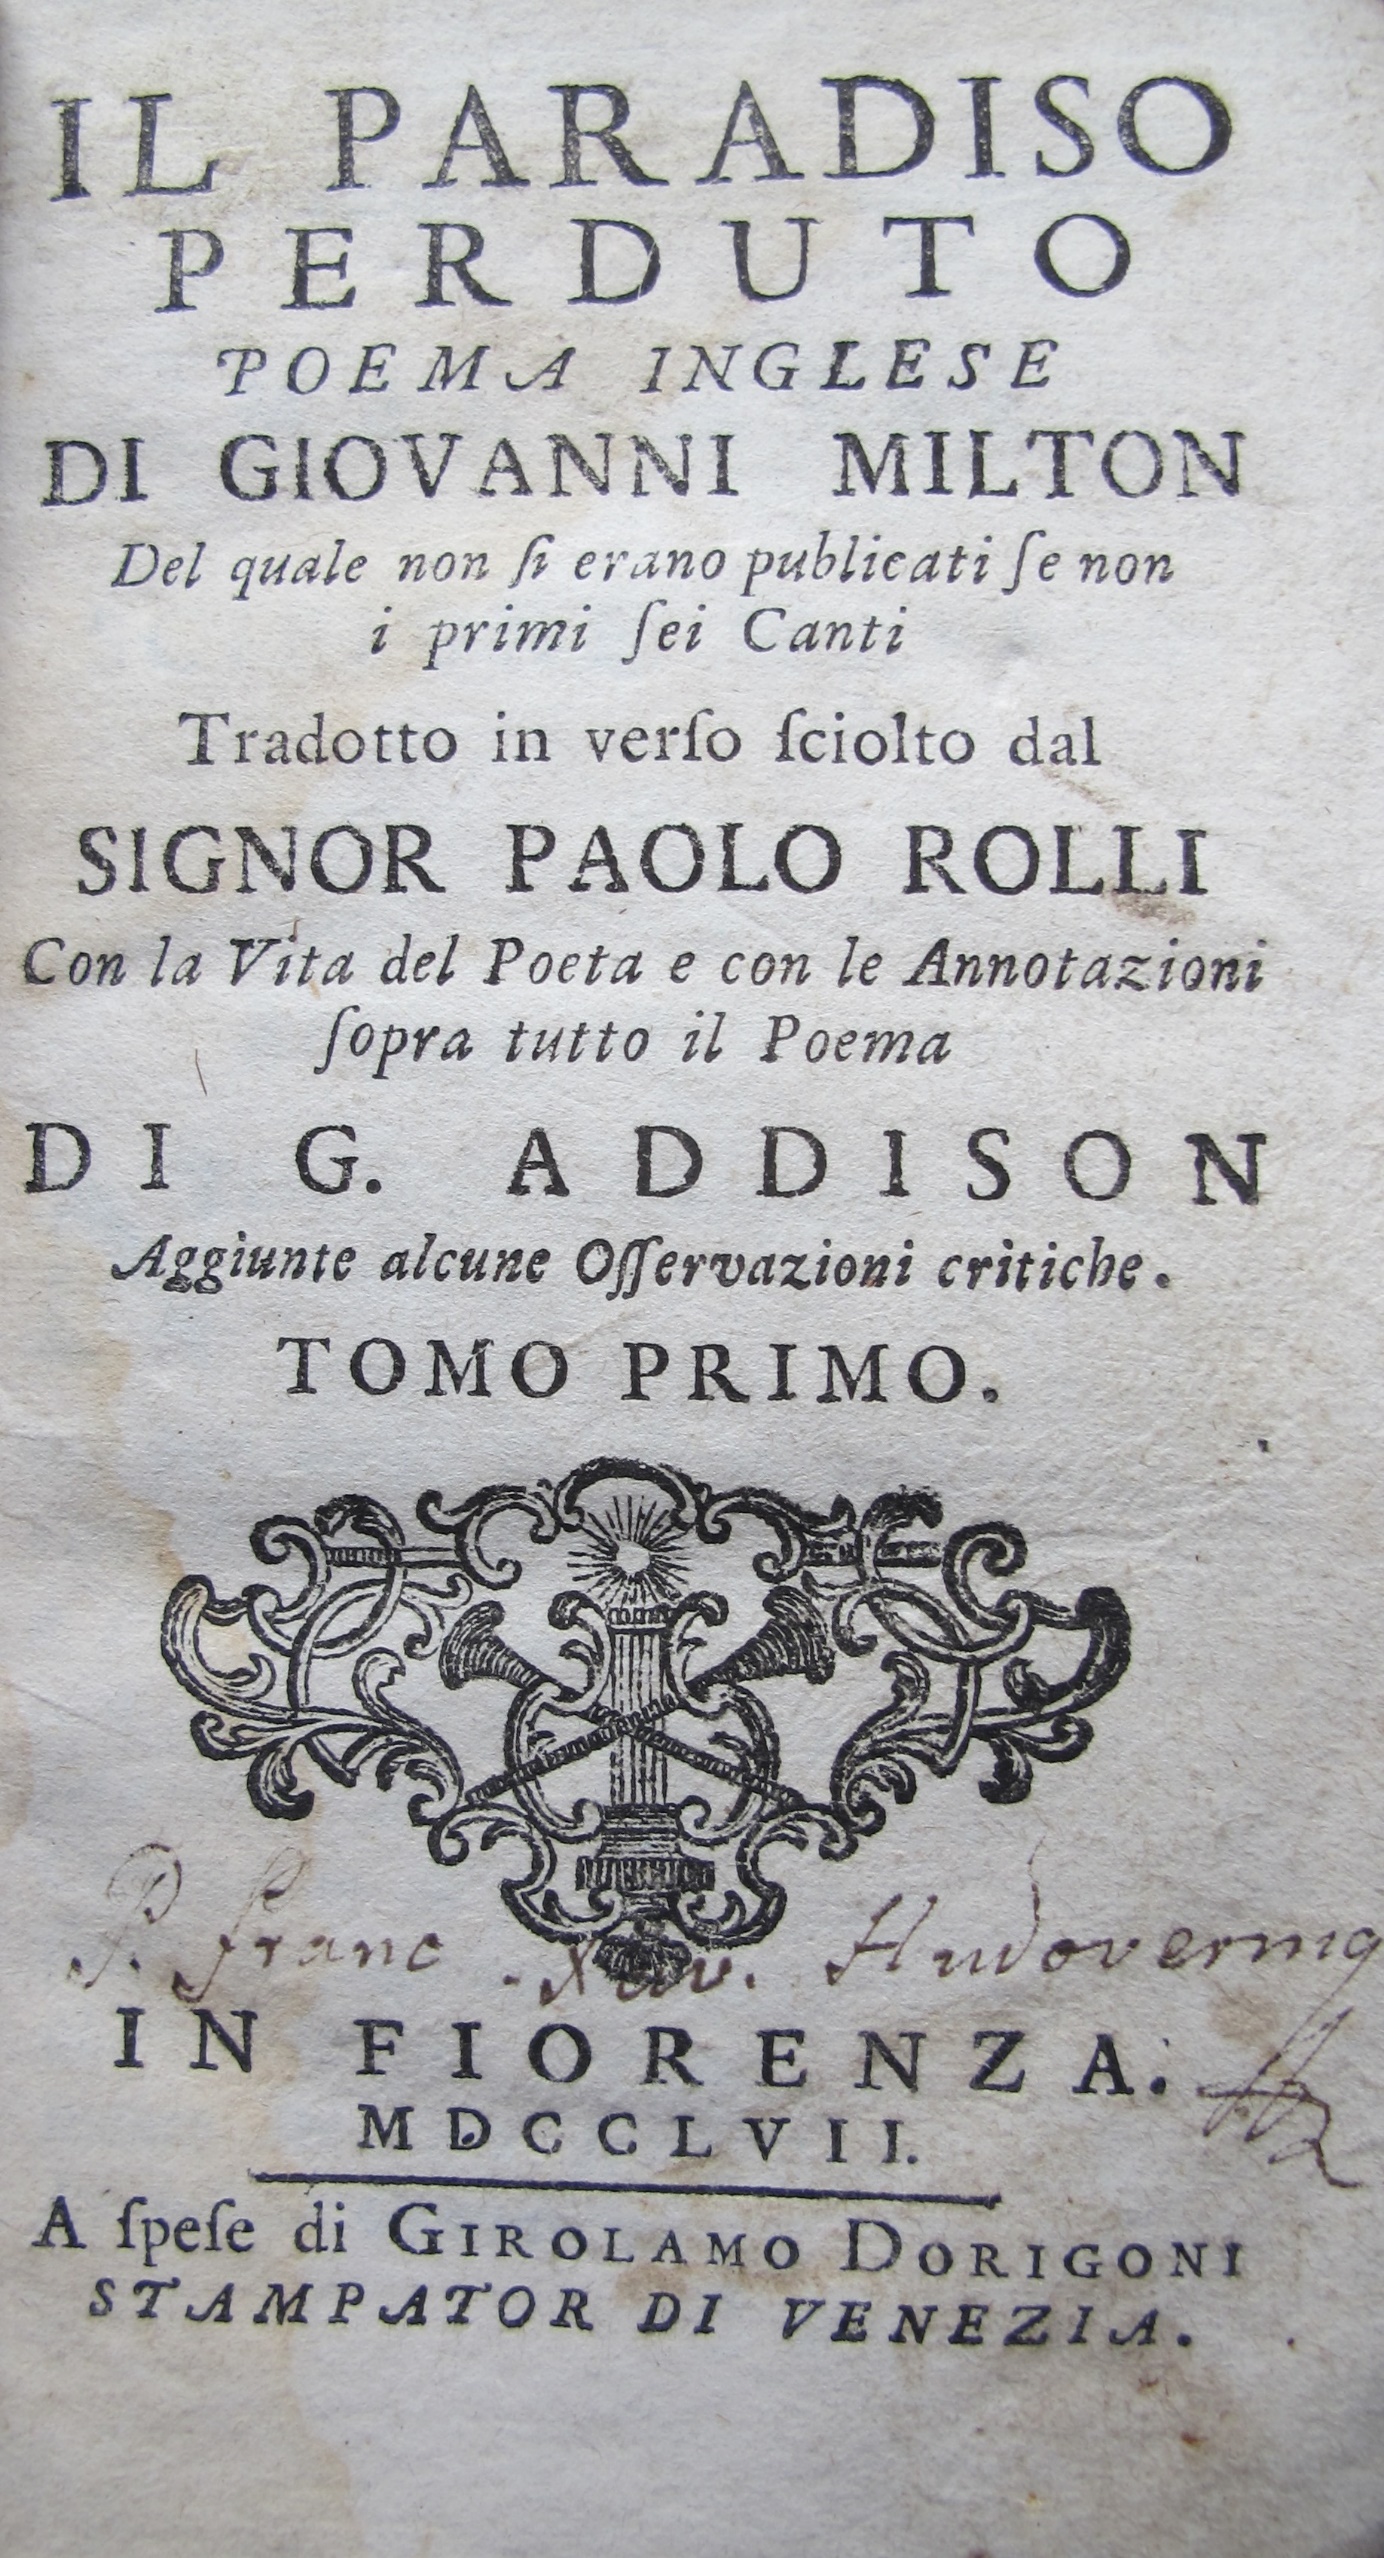 IL PARADISO
PERDUTO
POEMA INGLESE
DI GIOVANNI MILTON
Del quale non ſi erano publicati ſe non
i primi ſei Canti
Tradotto in verſo ſciolto dal
SIGNOR PAOLO ROLLI
Con la Vita del Poeta e con le Annotazioni
ſopra tutto il Poema
DI G. ADDISON
Aggiunte alcune Oſſervazioni critiche.
TOMO PRIMO.
P. Franc. Xav. Hudovernig
IN FIORENZA.
MDCCLVII.
A ſpeſe di GIROLAMO DORIGONI
STAMPATOR DI VENEZIA.